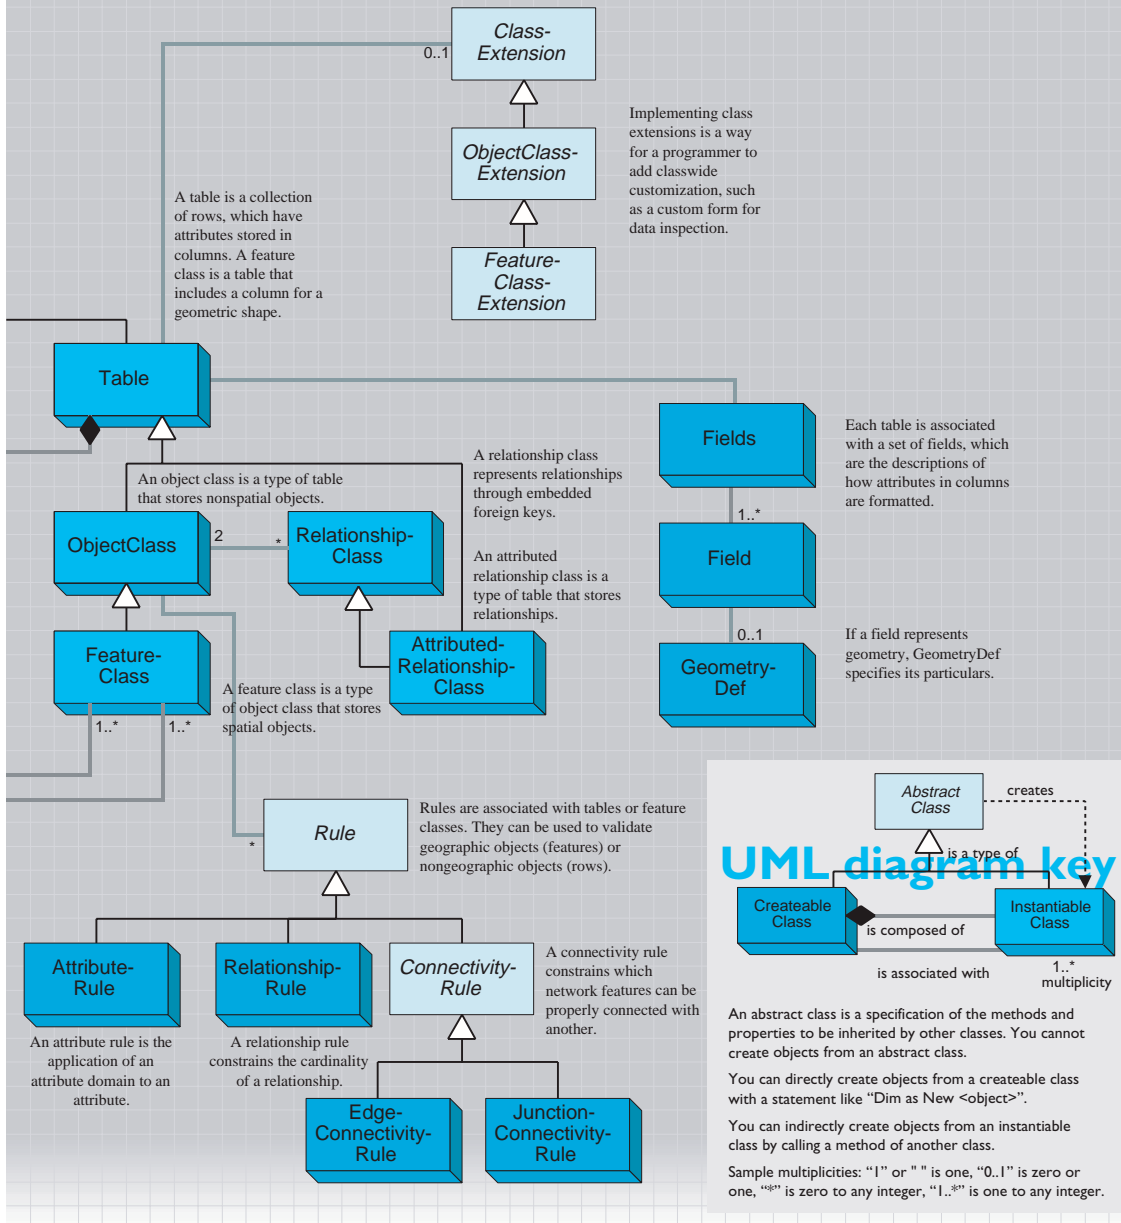 Class-
Extension
0..1
ObjectClass-
Extension
Implementing class
extensions is a way
for a programmer to
add classwide
customization, such
as a custom form for
data inspection.
Feature-
Class-
Extension
A table is a collection
of rows, which have
attributes stored in
columns. A feature
class is a table that
includes a column for a
geometric shape.
Table
Fields
Each table is associated
with a set of fields, which
are the descriptions of
how attributes in columns
are formatted.
1..*
Field
0..1
GeometryDef
If a field represents
geometry, GeometryDef
specifies its particulars.
An object class is a type of table
that stores nonspatial objects.
A relationship class
represents relationships
through embedded
foreign keys.
ObjectClass
2
*
Relationship-
Class
An attributed
relationship class is a
type of table that stores
relationships.
Feature-
Class
Attributed-
Relationship-
Class
A feature class is a type
of object class that stores
spatial objects.
1..*
1..*
*
Rule
Rules are associated with tables or feature
classes. They can be used to validate
geographic objects (features) or
nongeographic objects (rows).
Attribute-
Rule
Relationship-
Rule
Connectivity-
Rule
A connectivity rule
constrains which
network features can be
properly connected with
another.
An attribute rule is the
application of an
attribute domain to an
attribute.
A relationship rule
constrains the cardinality
of a relationship.
Edge-
Connectivity-
Rule
Junction-
Connectivity-
Rule
UML diagram key
Abstract
Class
creates
is a type of
Createable
Class
Instantiable
Class
is composed of
is associated with
1..*
multiplicity
An abstract class is a specification of the methods and
properties to be inherited by other classes. You cannot
create objects from an abstract class.
You can directly create objects from a createable class
with a statement like “Dim as New <object>”.
You can indirectly create objects from an instantiable
class by calling a method of another class.
Sample multiplicities: “1” or " " is one, “0..1” is zero or
one, “*” is zero to any integer, “1..*” is one to any integer.